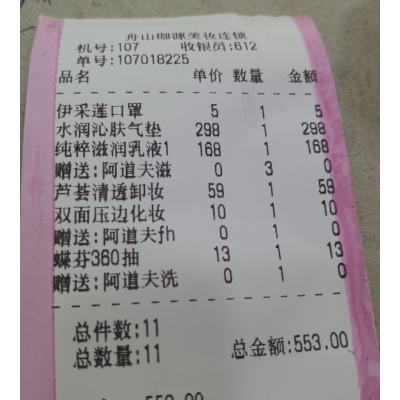 舟山珈源美妆连锁
机号:107 收银员:612
单号:107018225
品名 单价 数量 金额
伊采莲口罩 5 1 5
水润沁肤气垫 298 1 298
纯粹滋润乳液1 168 1 168
赠送:阿道夫滋 0 3 0
芦荟清透卸妆 59 1 59
双面压边化妆 10 1 10
赠送:阿道夫fh 0 1 0
蝶芬360抽 13 1 13
赠送:阿道夫洗 0 1 0
总件数:11
总数量:11 总金额:553.00